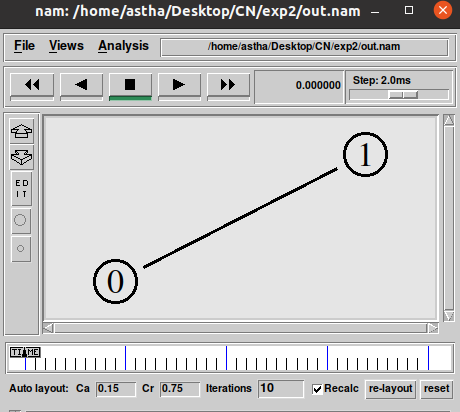 nam: /home/astha/Desktop/CN/exp2/out.nam
File Views Analysis /home/astha/Desktop/CN/exp2/out.nam
0.000000 Step: 2.0ms
ED
IT
1
0
TIME
Auto layout: Ca 0.15 Cr 0.75 Iterations 10 Recalc re-layout reset